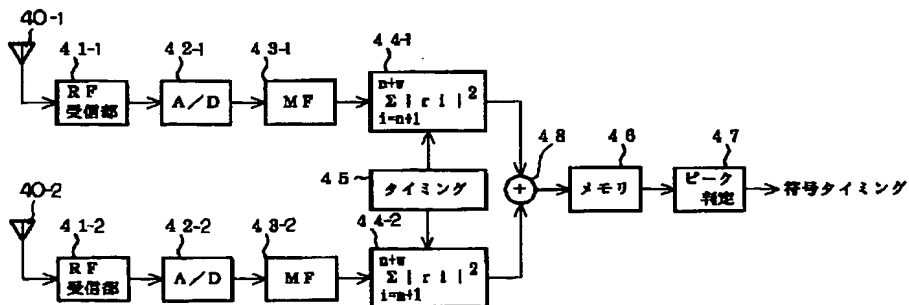 40-1
41-1
42-1
43-1
44-1
RF
受信部
A/D
MF
n+w
Σ|ri|²
i=n+1
48
46
47
45
タイミング
+
メモリ
ピーク
判定
符号タイミング
40-2
41-2
42-2
43-2
44-2
RF
受信部
A/D
MF
n+w
Σ|ri|²
i=n+1